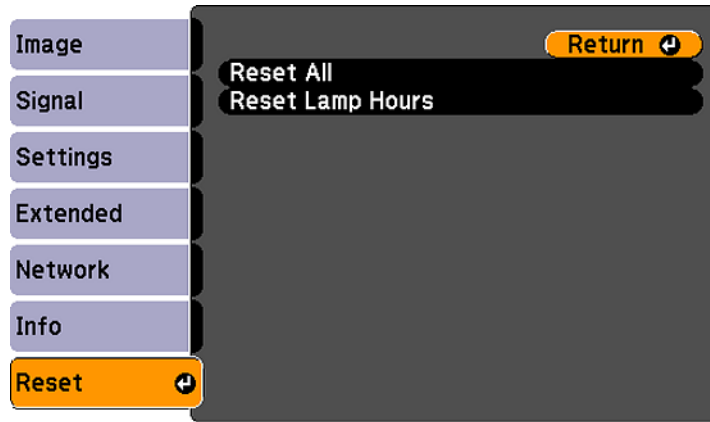 Image
Signal
Settings
Extended
Network
Info
Reset
Return
Reset All
Reset Lamp Hours